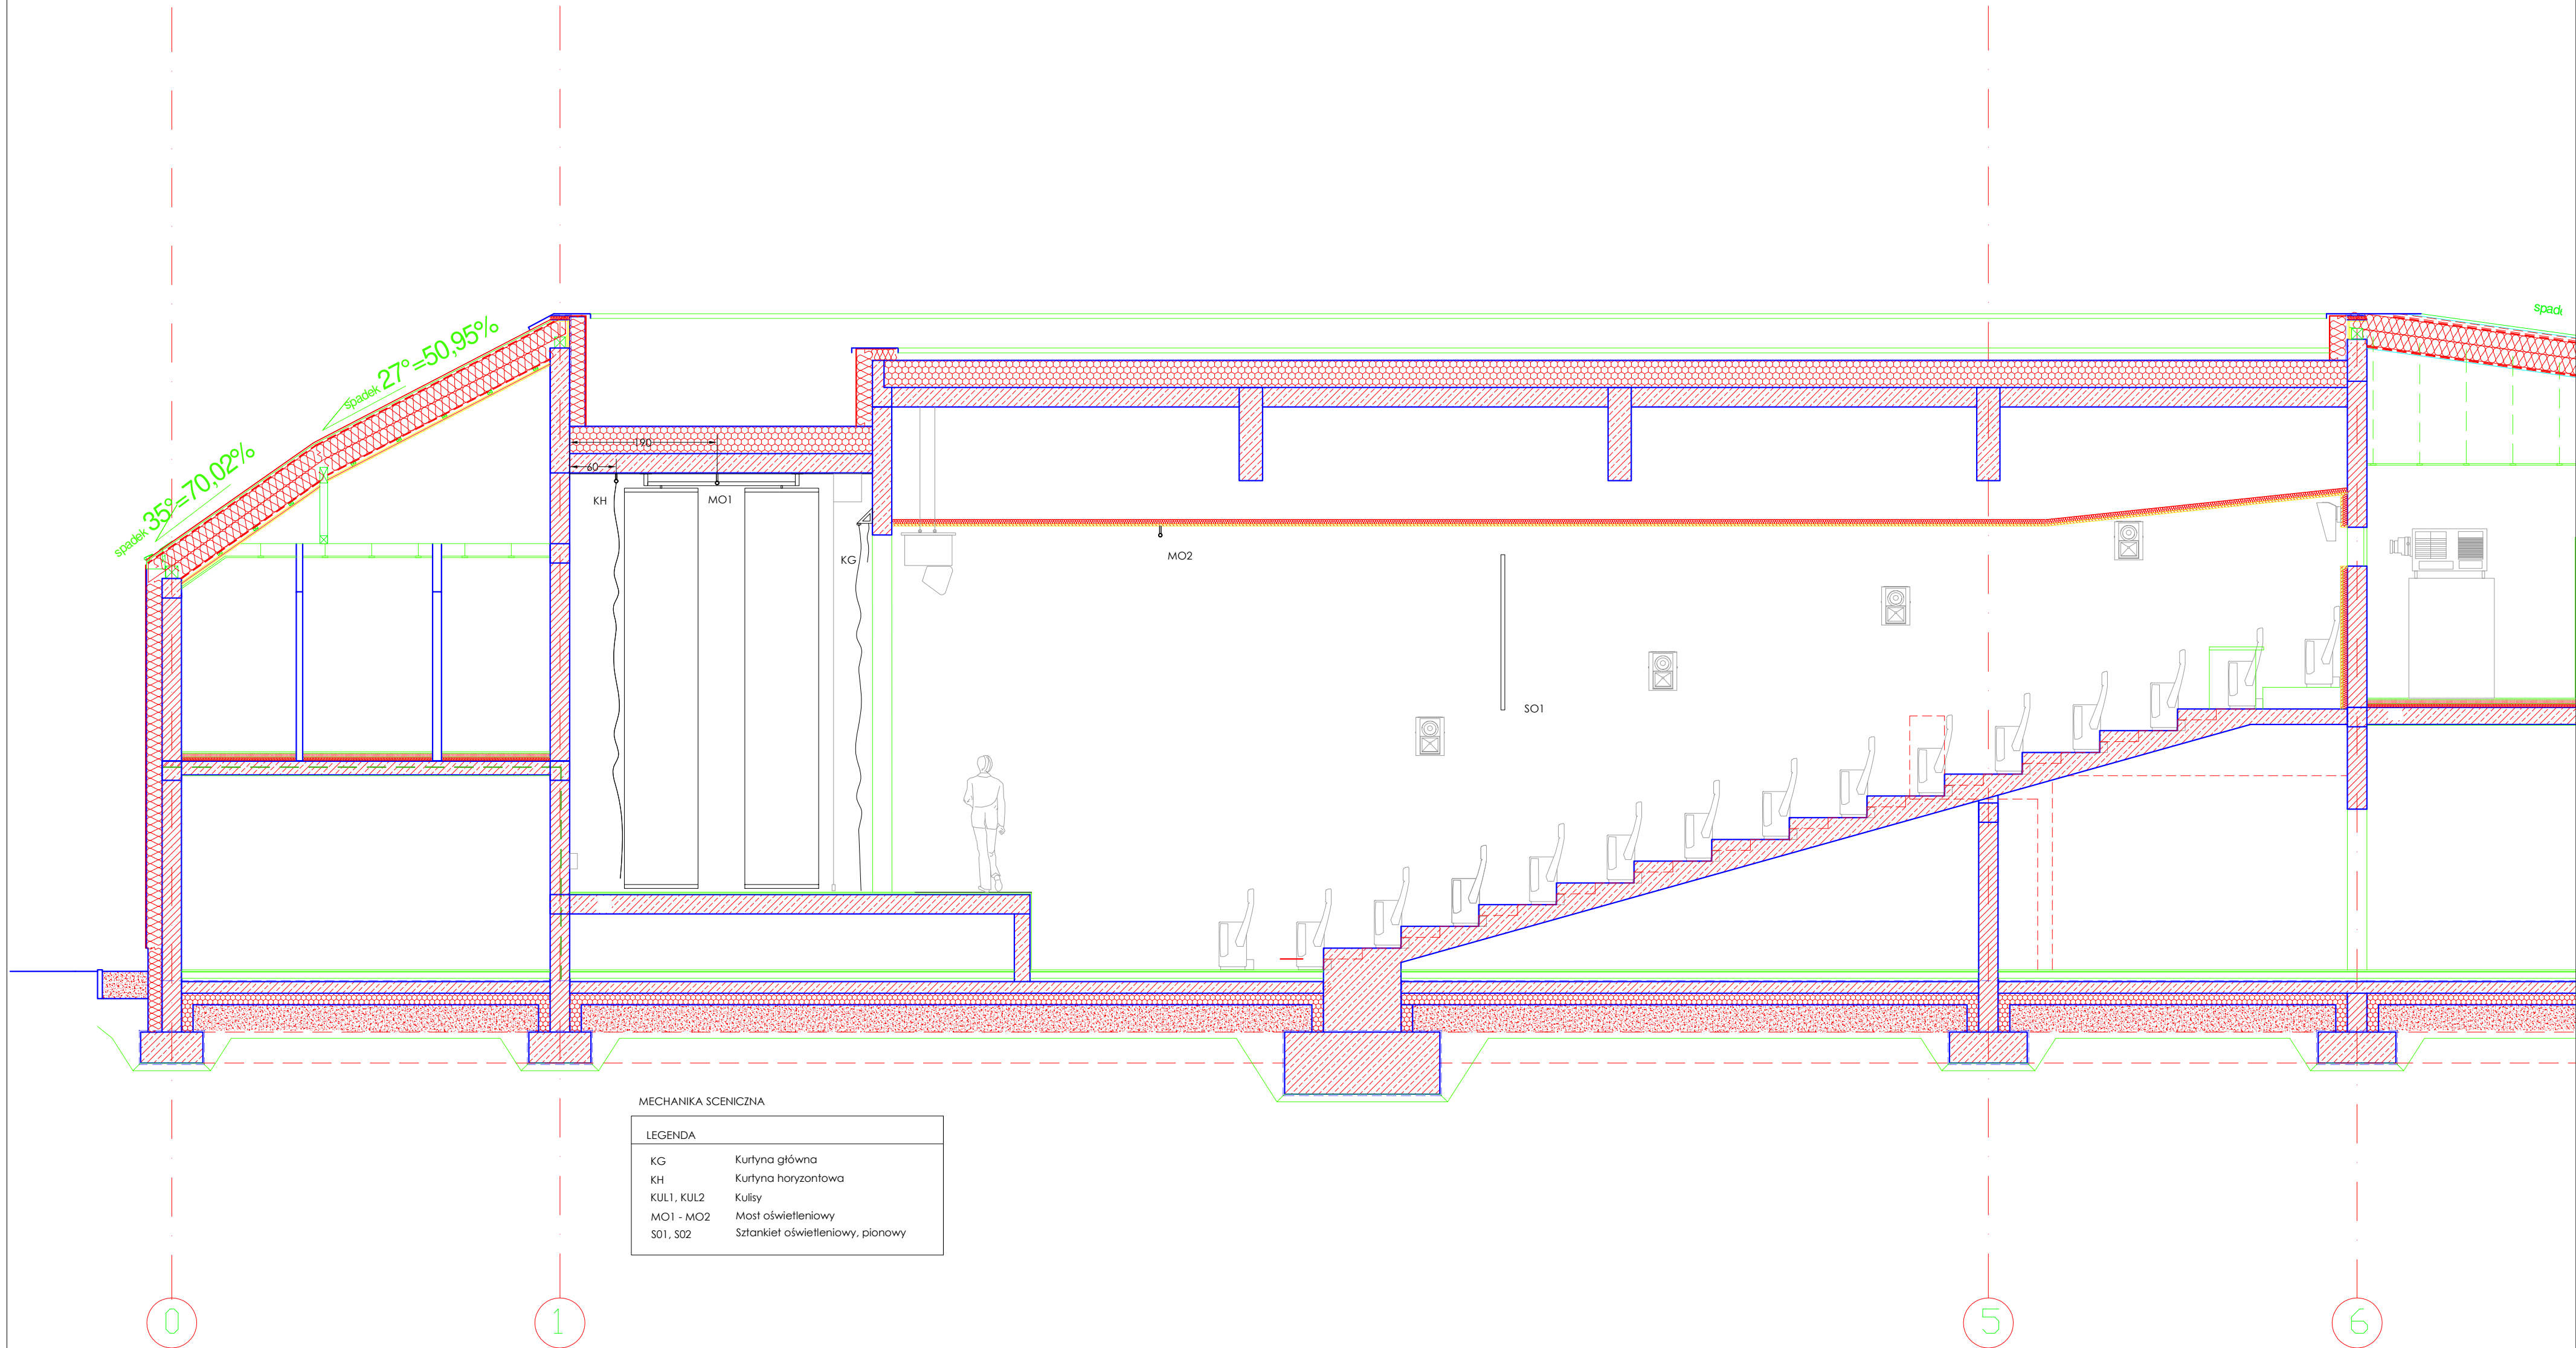 spadek 27°=50,95%
spadek 35°=70,02%
spade
190
60
KH
MO1
KG
MO2
SO1
MECHANIKA SCENICZNA
LEGENDA
KG Kurtyna główna
KH Kurtyna horyzontowa
KUL1, KUL2 Kulisy
MO1 - MO2 Most oświetleniowy
S01, S02 Sztankiet oświetleniowy, pionowy
0
1
5
6